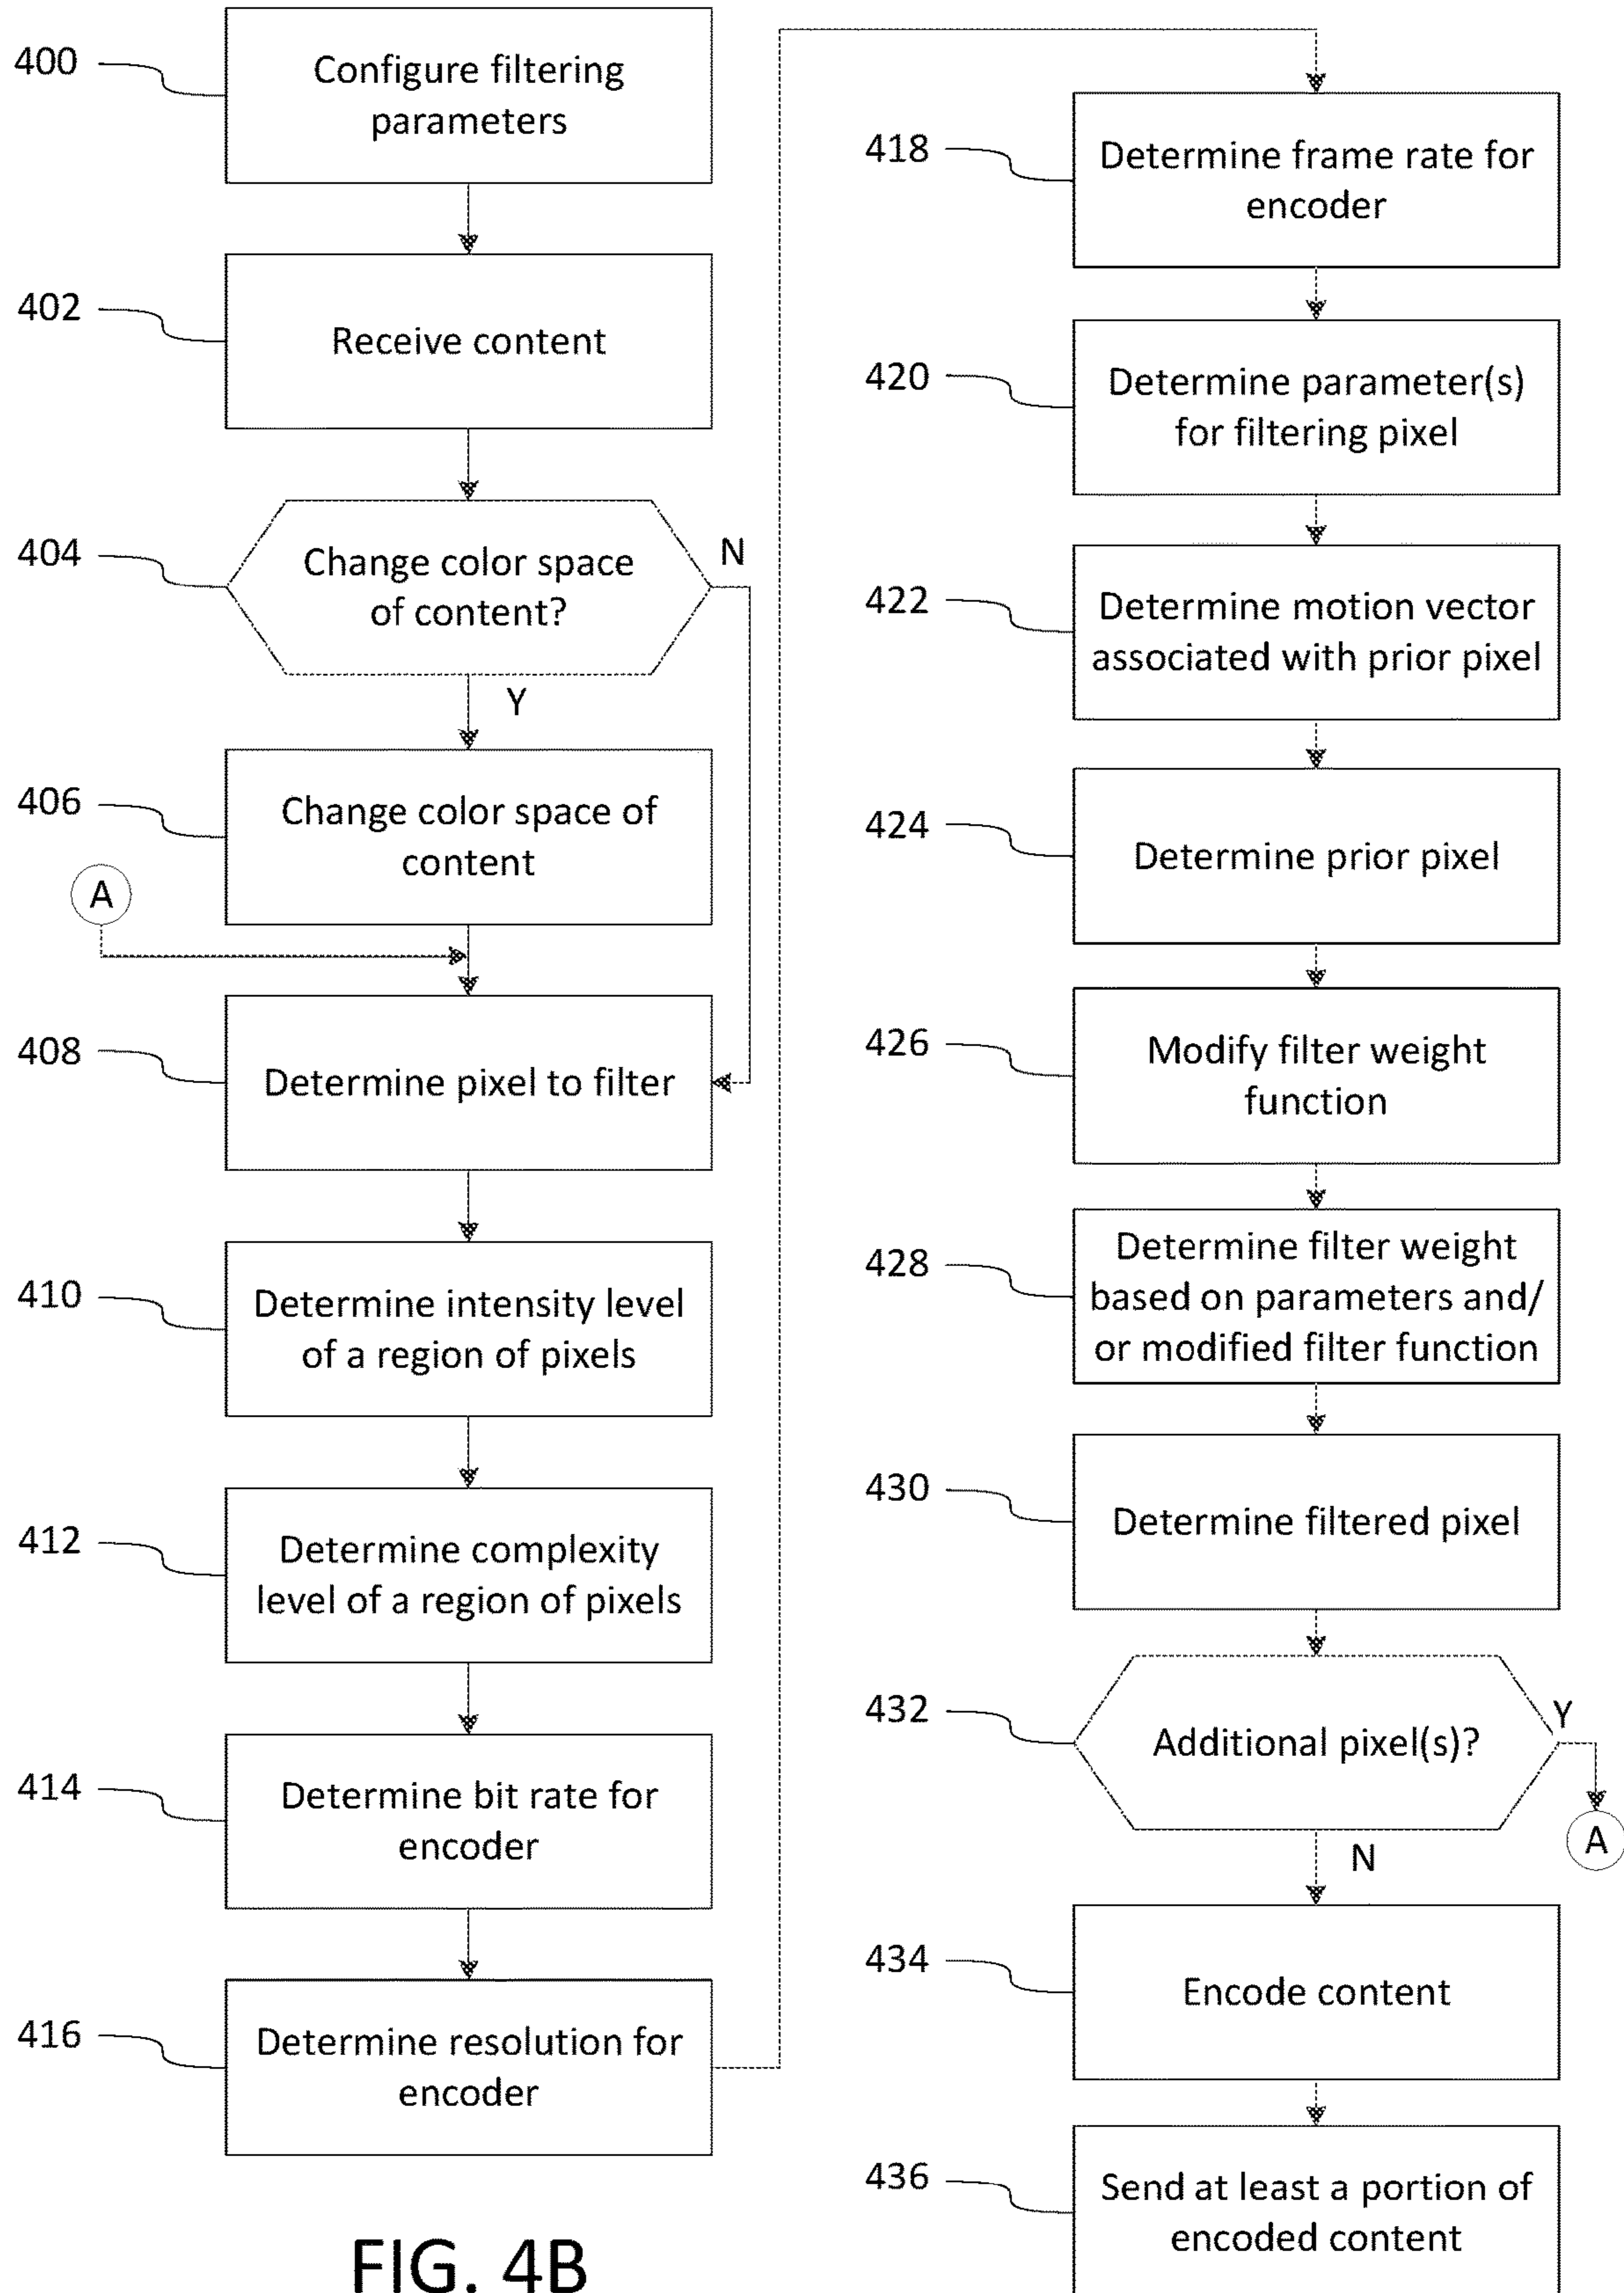 400
Configure filtering
parameters
402
Receive content
404
Change color space
of content?
N
Y
406
Change color space of
content
A
408
Determine pixel to filter
410
Determine intensity level
of a region of pixels
412
Determine complexity
level of a region of pixels
414
Determine bit rate for
encoder
416
Determine resolution for
encoder
418
Determine frame rate for
encoder
420
Determine parameter(s)
for filtering pixel
422
Determine motion vector
associated with prior pixel
424
Determine prior pixel
426
Modify filter weight
function
428
Determine filter weight
based on parameters and/
or modified filter function
430
Determine filtered pixel
432
Additional pixel(s)?
Y
A
N
434
Encode content
436
Send at least a portion of
encoded content
FIG. 4B